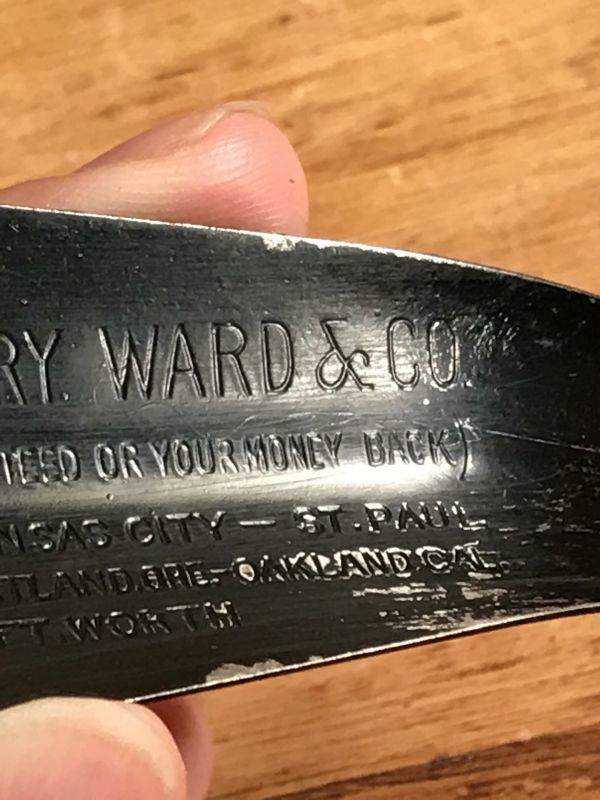 RY WARD & CO.
TEED OR YOUR MONEY BACK)
NSAS CITY — ST. PAUL
TLAND, ORE.-OAKLAND CAL.
FT. WORTH